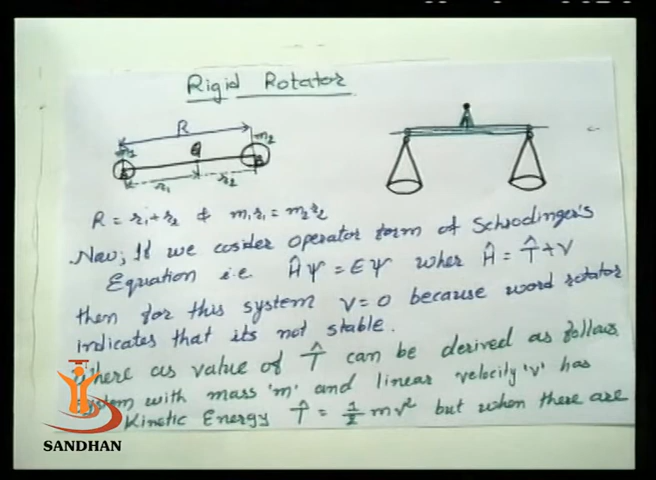 Rigid Rotator
R
m1 m2
A G B
r1 r2
R = r1+r2 & m1r1 = m2r2
Now; If we cosider operator form of Schrodinger's
Equation i.e. Ĥψ = Eψ wher Ĥ = T̂+V
then for this system V=0 because word rotator
indicates that its not stable.
Where as value of T̂ can be derived as follows
System with mass 'm' and linear velocity 'v' has
Kinetic Energy T̂ = 1/2 mv² but when there are
SANDHAN